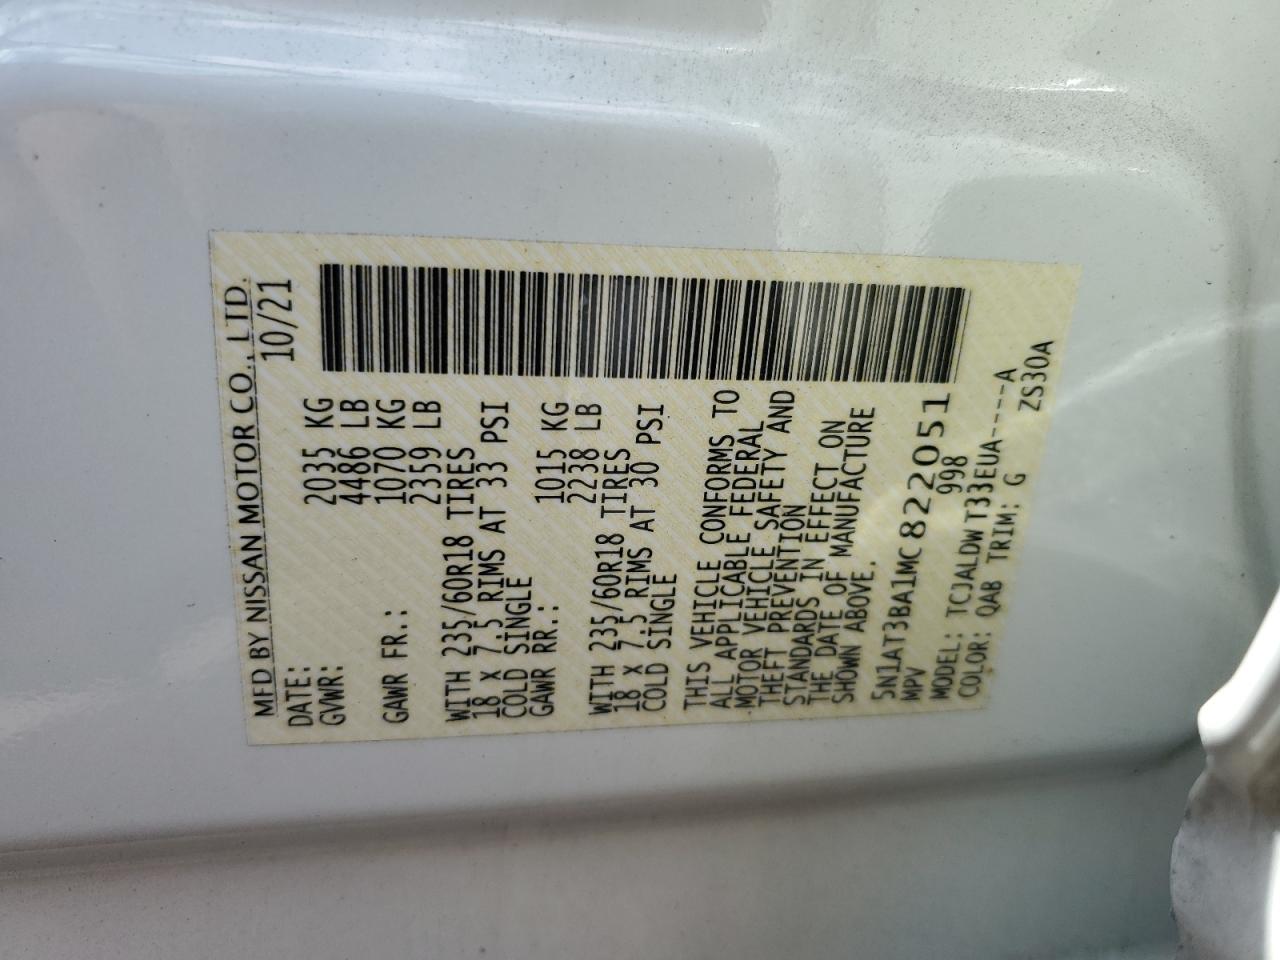 MFD BY NISSAN MOTOR CO., LTD.
DATE: 10/21
GVWR: 2035 KG
4486 LB
GAWR FR.: 1070 KG
2359 LB
WITH 235/60R18 TIRES
18 X 7.5 RIMS AT 33 PSI
COLD SINGLE
GAWR RR.: 1015 KG
2238 LB
WITH 235/60R18 TIRES
18 X 7.5 RIMS AT 30 PSI
COLD SINGLE
THIS VEHICLE CONFORMS TO
ALL APPLICABLE FEDERAL
MOTOR VEHICLE SAFETY AND
THEFT PREVENTION
STANDARDS IN EFFECT ON
THE DATE OF MANUFACTURE
SHOWN ABOVE.
5N1AT3BA1MC822051
MPV 998
MODEL: TCJALDWT33EUA-----A
COLOR: QAB TRIM: G ZS30A